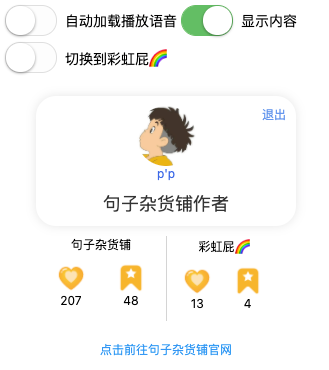 自动加载播放语音 显示内容
切换到彩虹屁🌈
退出
p'p
句子杂货铺作者
句子杂货铺 彩虹屁🌈
207 48 13 4
点击前往句子杂货铺官网